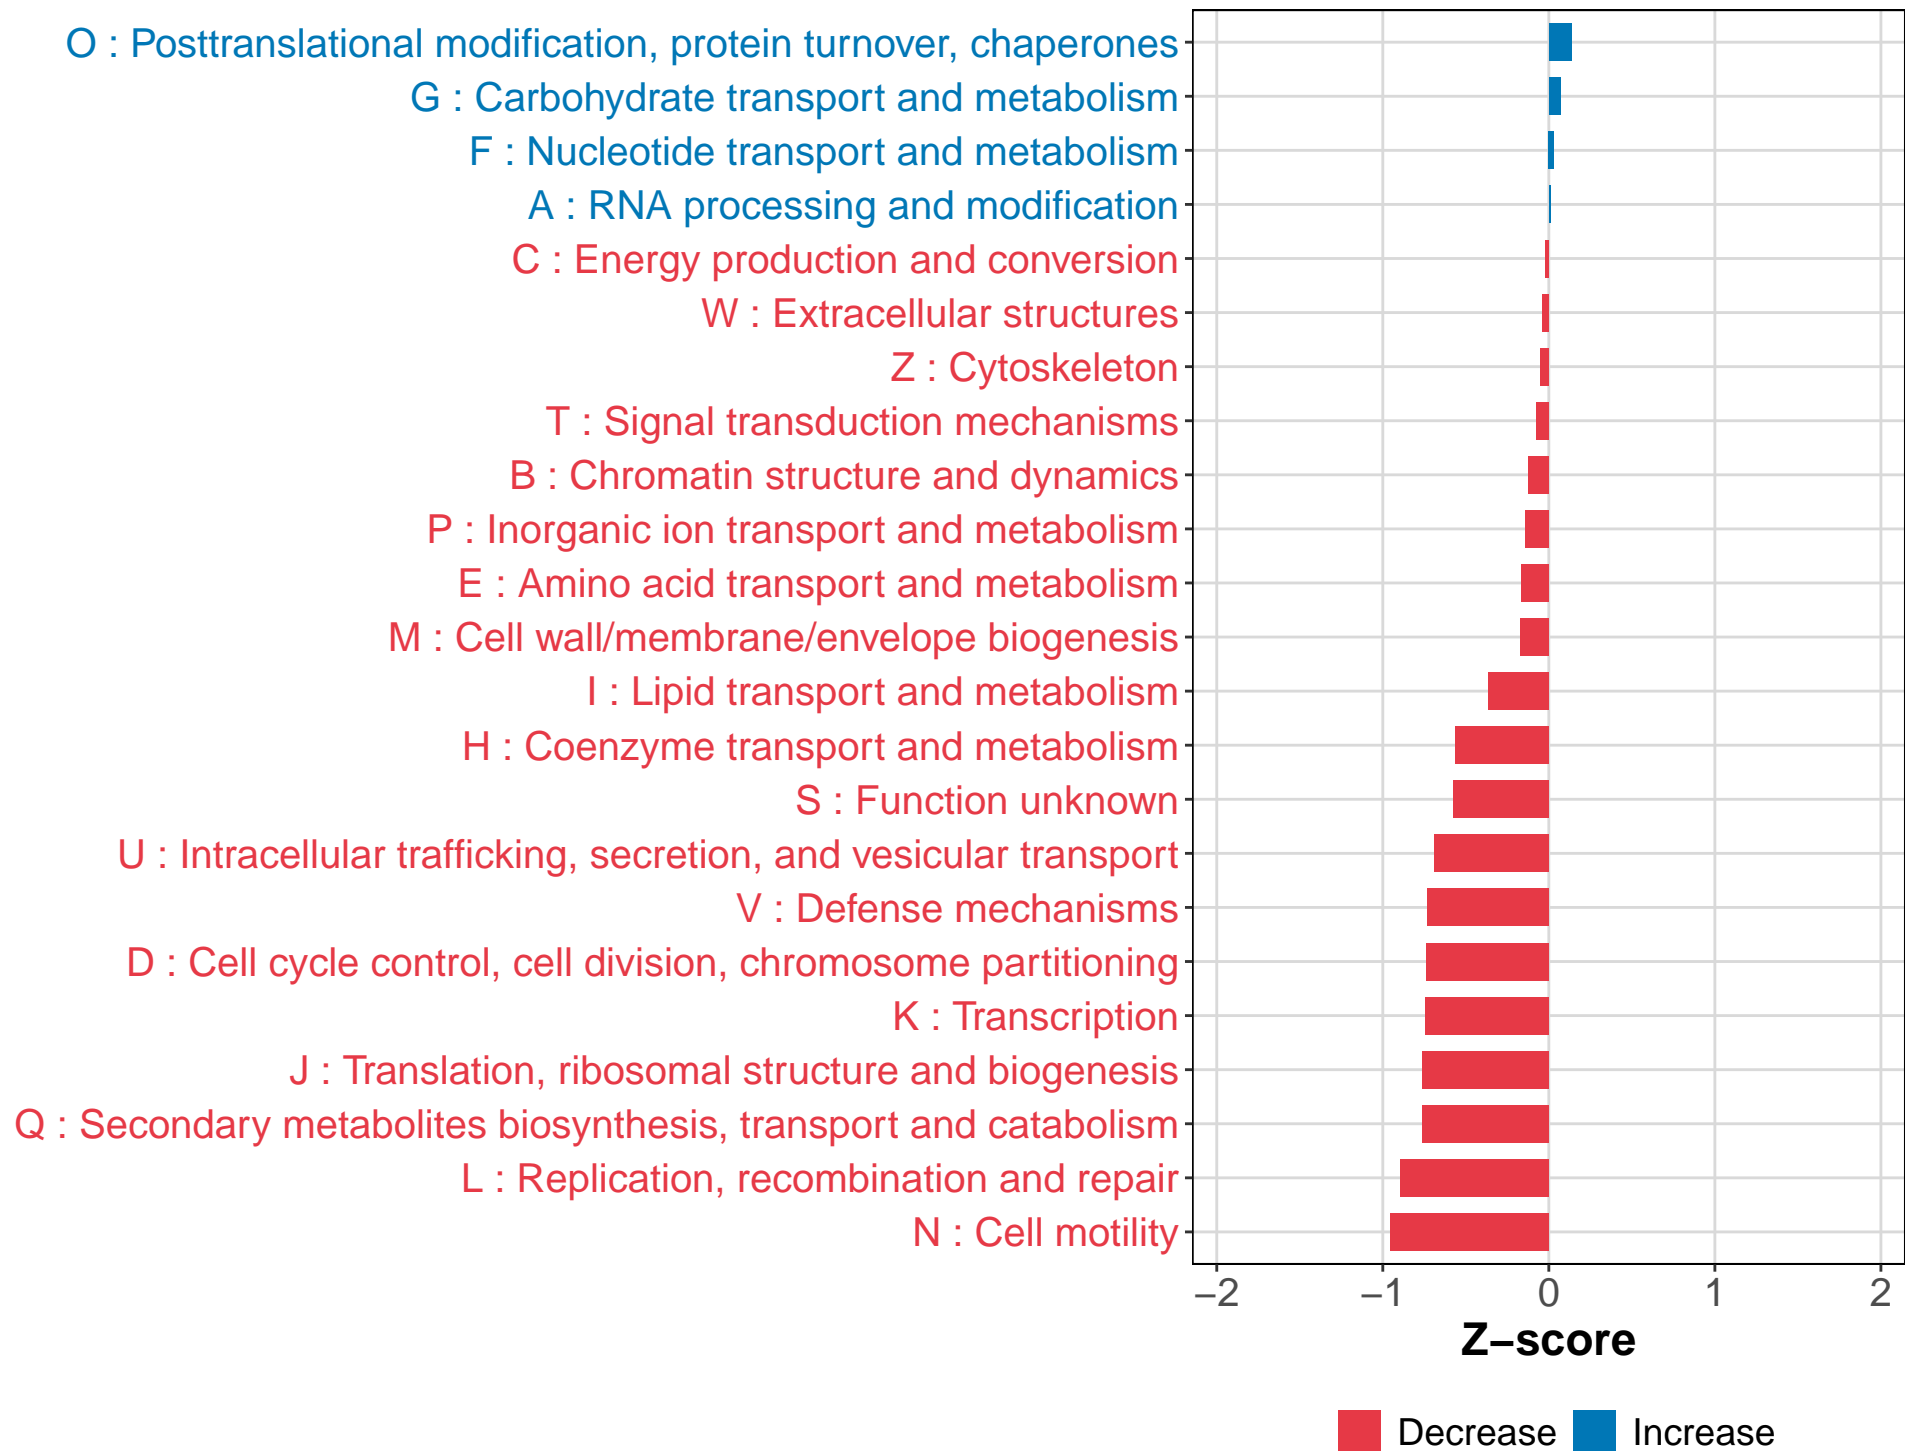 O : Posttranslational modification, protein turnover, chaperones
G : Carbohydrate transport and metabolism
F : Nucleotide transport and metabolism
A : RNA processing and modification
C : Energy production and conversion
W : Extracellular structures
Z : Cytoskeleton
T : Signal transduction mechanisms
B : Chromatin structure and dynamics
P : Inorganic ion transport and metabolism
E : Amino acid transport and metabolism
M : Cell wall/membrane/envelope biogenesis
I : Lipid transport and metabolism
H : Coenzyme transport and metabolism
S : Function unknown
U : Intracellular trafficking, secretion, and vesicular transport
V : Defense mechanisms
D : Cell cycle control, cell division, chromosome partitioning
K : Transcription
J : Translation, ribosomal structure and biogenesis
Q : Secondary metabolites biosynthesis, transport and catabolism
L : Replication, recombination and repair
N : Cell motility
−2 −1 0 1 2
Z−score
Decrease Increase